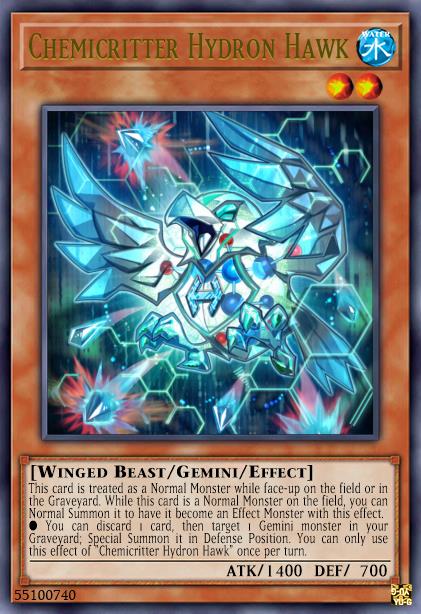 Chemicritter Hydron Hawk
WATER
水
H
[Winged Beast/Gemini/Effect]
This card is treated as a Normal Monster while face-up on the field or in
the Graveyard. While this card is a Normal Monster on the field, you can
Normal Summon it to have it become an Effect Monster with this effect.
● You can discard 1 card, then target 1 Gemini monster in your
Graveyard; Special Summon it in Defense Position. You can only use
this effect of "Chemicritter Hydron Hawk" once per turn.
ATK/1400 DEF/ 700
55100740